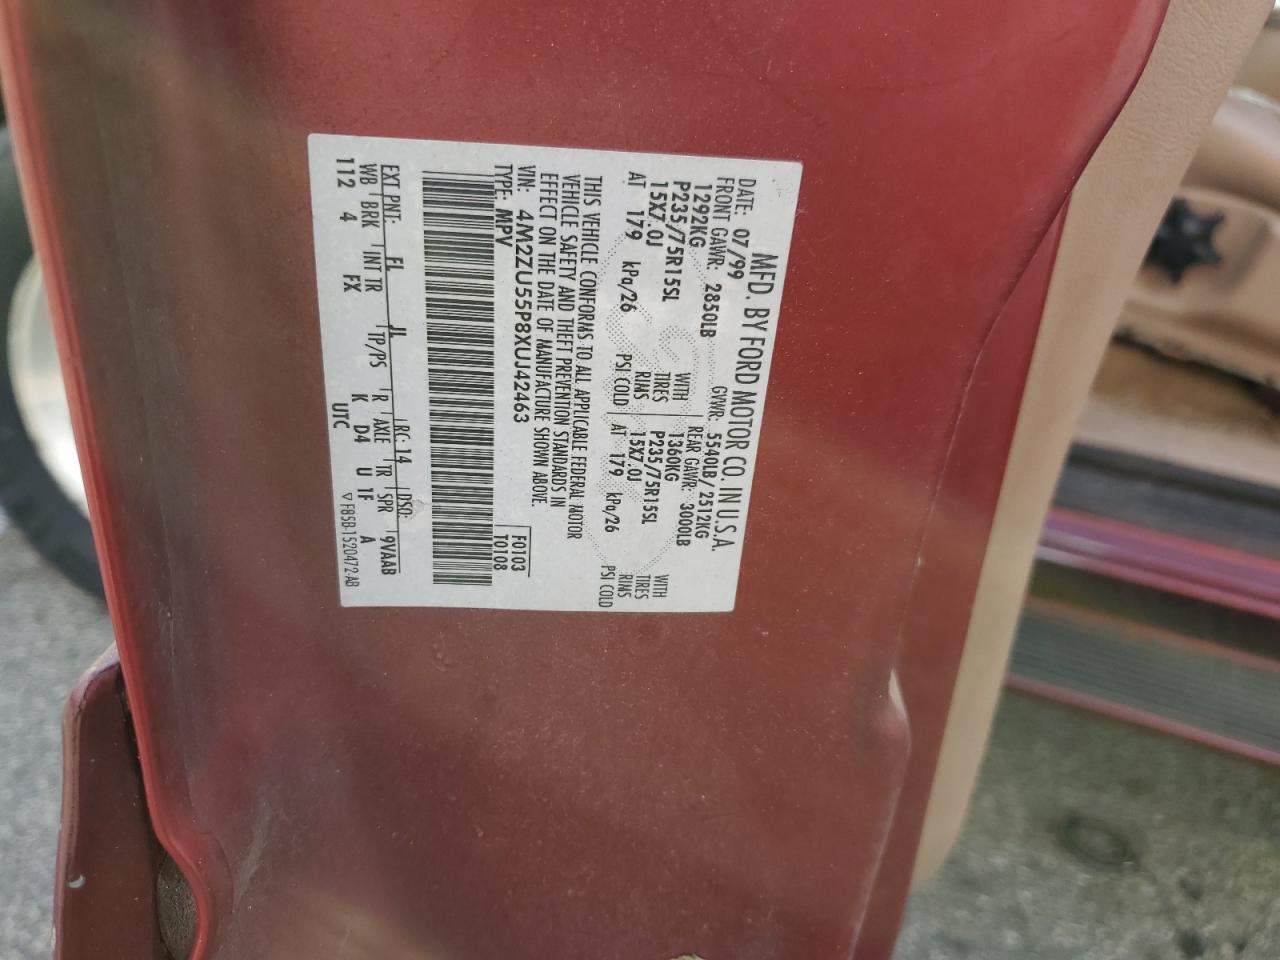 MFD. BY FORD MOTOR CO. IN U.S.A.
DATE: 07/99 GVWR: 5540LB/ 2512KG
FRONT GAWR: 2850LB REAR GAWR: 3000LB
1292KG WITH 1360KG WITH
P235/75R15SL TIRES P235/75R15SL TIRES
15X7.0J RIMS 15X7.0J RIMS
AT 179 kPa/26 PSI COLD AT 179 kPa/26 PSI COLD
THIS VEHICLE CONFORMS TO ALL APPLICABLE FEDERAL MOTOR
VEHICLE SAFETY AND THEFT PREVENTION STANDARDS IN
EFFECT ON THE DATE OF MANUFACTURE SHOWN ABOVE.
VIN: 4M2ZU55P8XUJ42463 F0103
TYPE: MPV T0108
EXT PNT: FL JL RC: 14 DSO: 9VAAB
WB BRK INT TR TP/PS R AXLE TR SPR
112 4 FX K D4 U 1F A
UTC ▽ F85B-1520472-AB